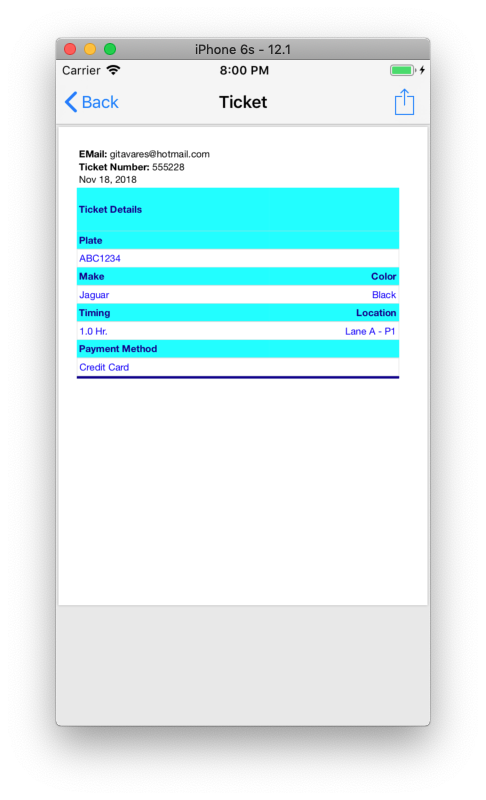 iPhone 6s - 12.1
Carrier 8:00 PM
Back Ticket
EMail: gitavares@hotmail.com
Ticket Number: 555228
Nov 18, 2018
Ticket Details
Plate
ABC1234
Make Color
Jaguar Black
Timing Location
1.0 Hr. Lane A - P1
Payment Method
Credit Card